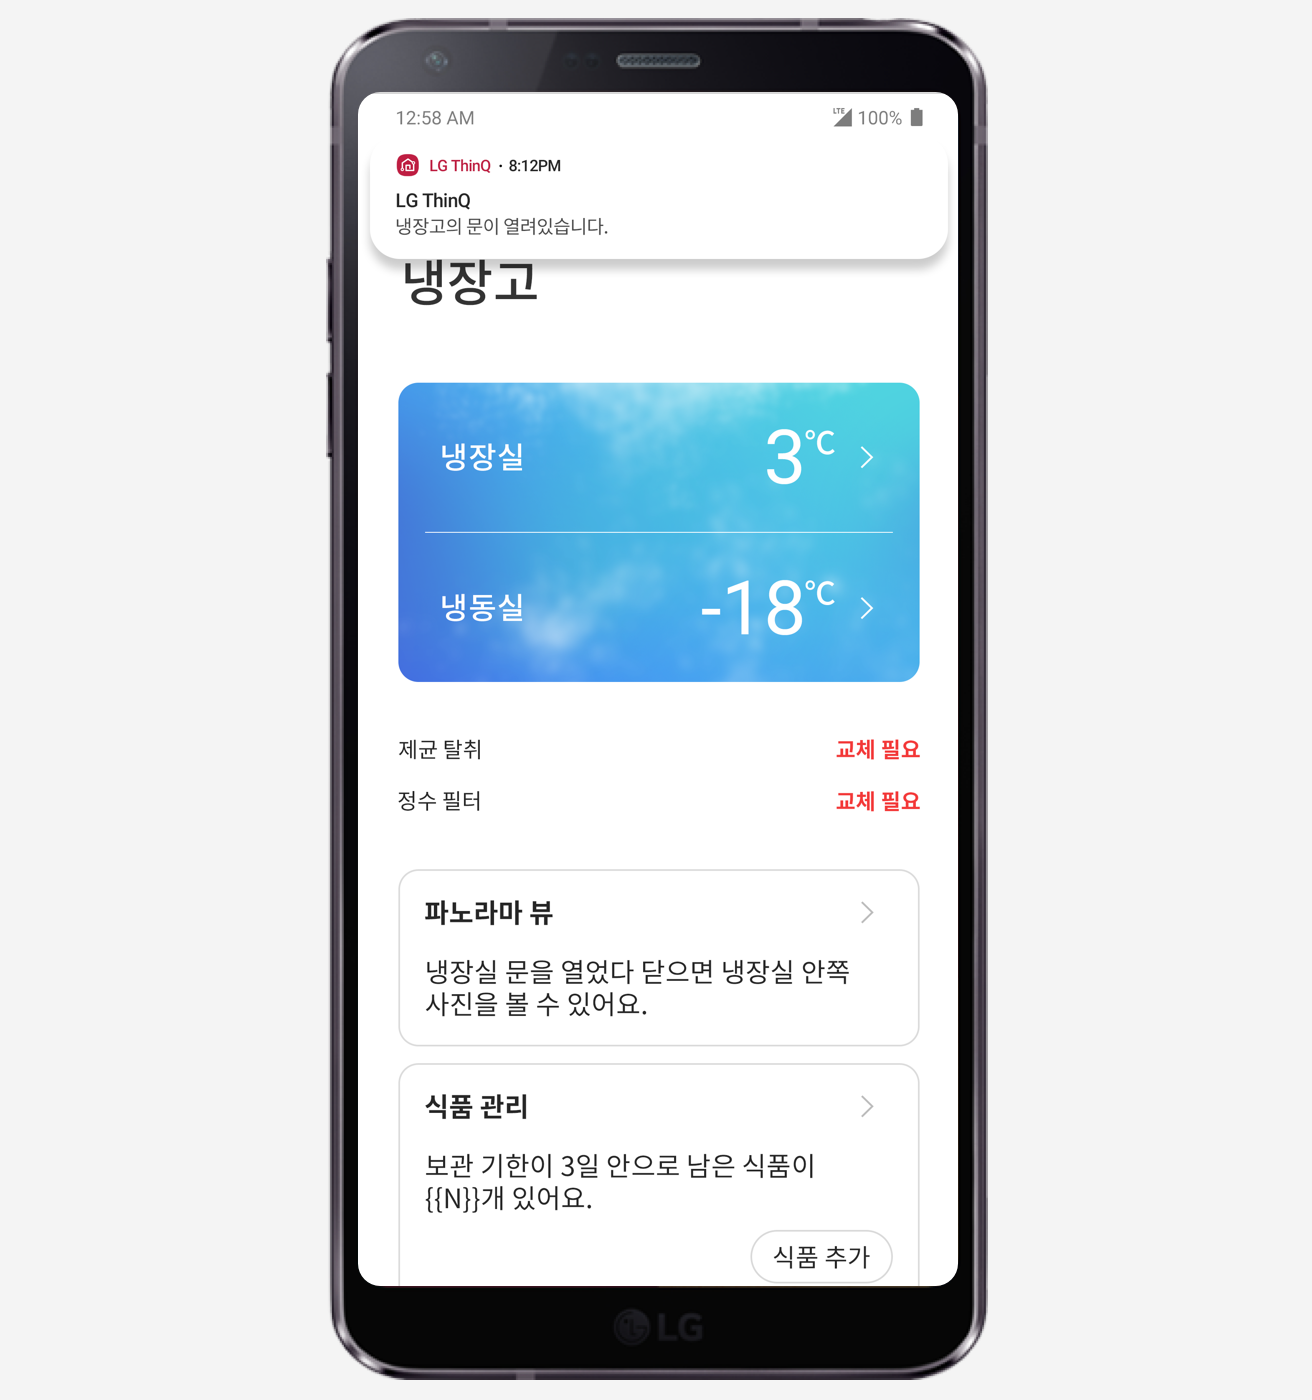 12:58 AM
LTE 100%
LG ThinQ · 8:12PM
LG ThinQ
냉장고의 문이 열려있습니다.
냉장고
냉장실 3°C
냉동실 -18°C
제균 탈취 교체 필요
정수 필터 교체 필요
파노라마 뷰
냉장실 문을 열었다 닫으면 냉장실 안쪽
사진을 볼 수 있어요.
식품 관리
보관 기한이 3일 안으로 남은 식품이
{{N}}개 있어요.
식품 추가
LG